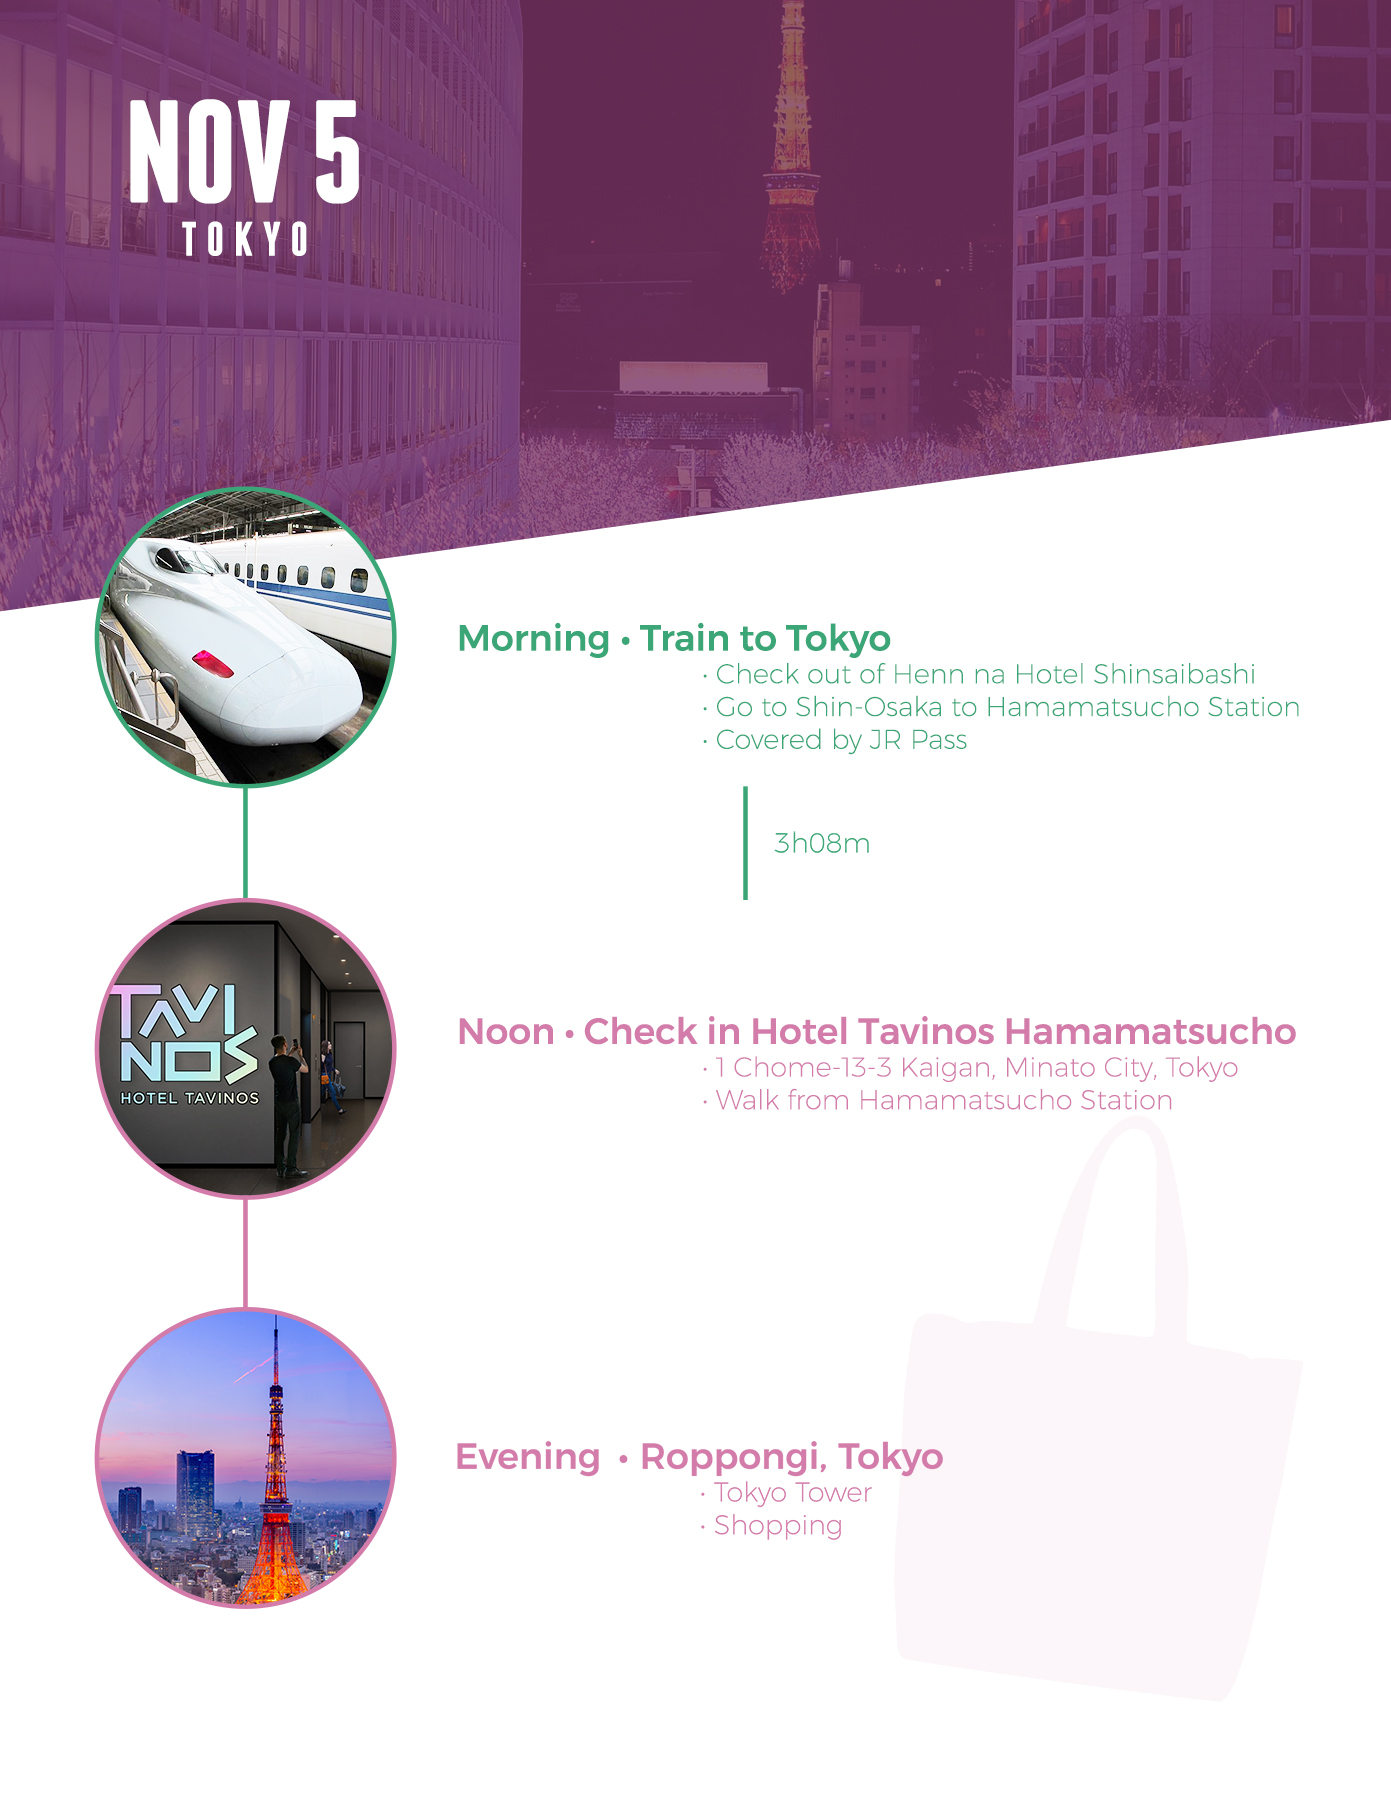 NOV 5
TOKYO
Morning • Train to Tokyo
• Check out of Henn na Hotel Shinsaibashi
• Go to Shin-Osaka to Hamamatsucho Station
• Covered by JR Pass
3h08m
TAVI
NOS
HOTEL TAVINOS
Noon • Check in Hotel Tavinos Hamamatsucho
• 1 Chome-13-3 Kaigan, Minato City, Tokyo
• Walk from Hamamatsucho Station
Evening • Roppongi, Tokyo
• Tokyo Tower
• Shopping